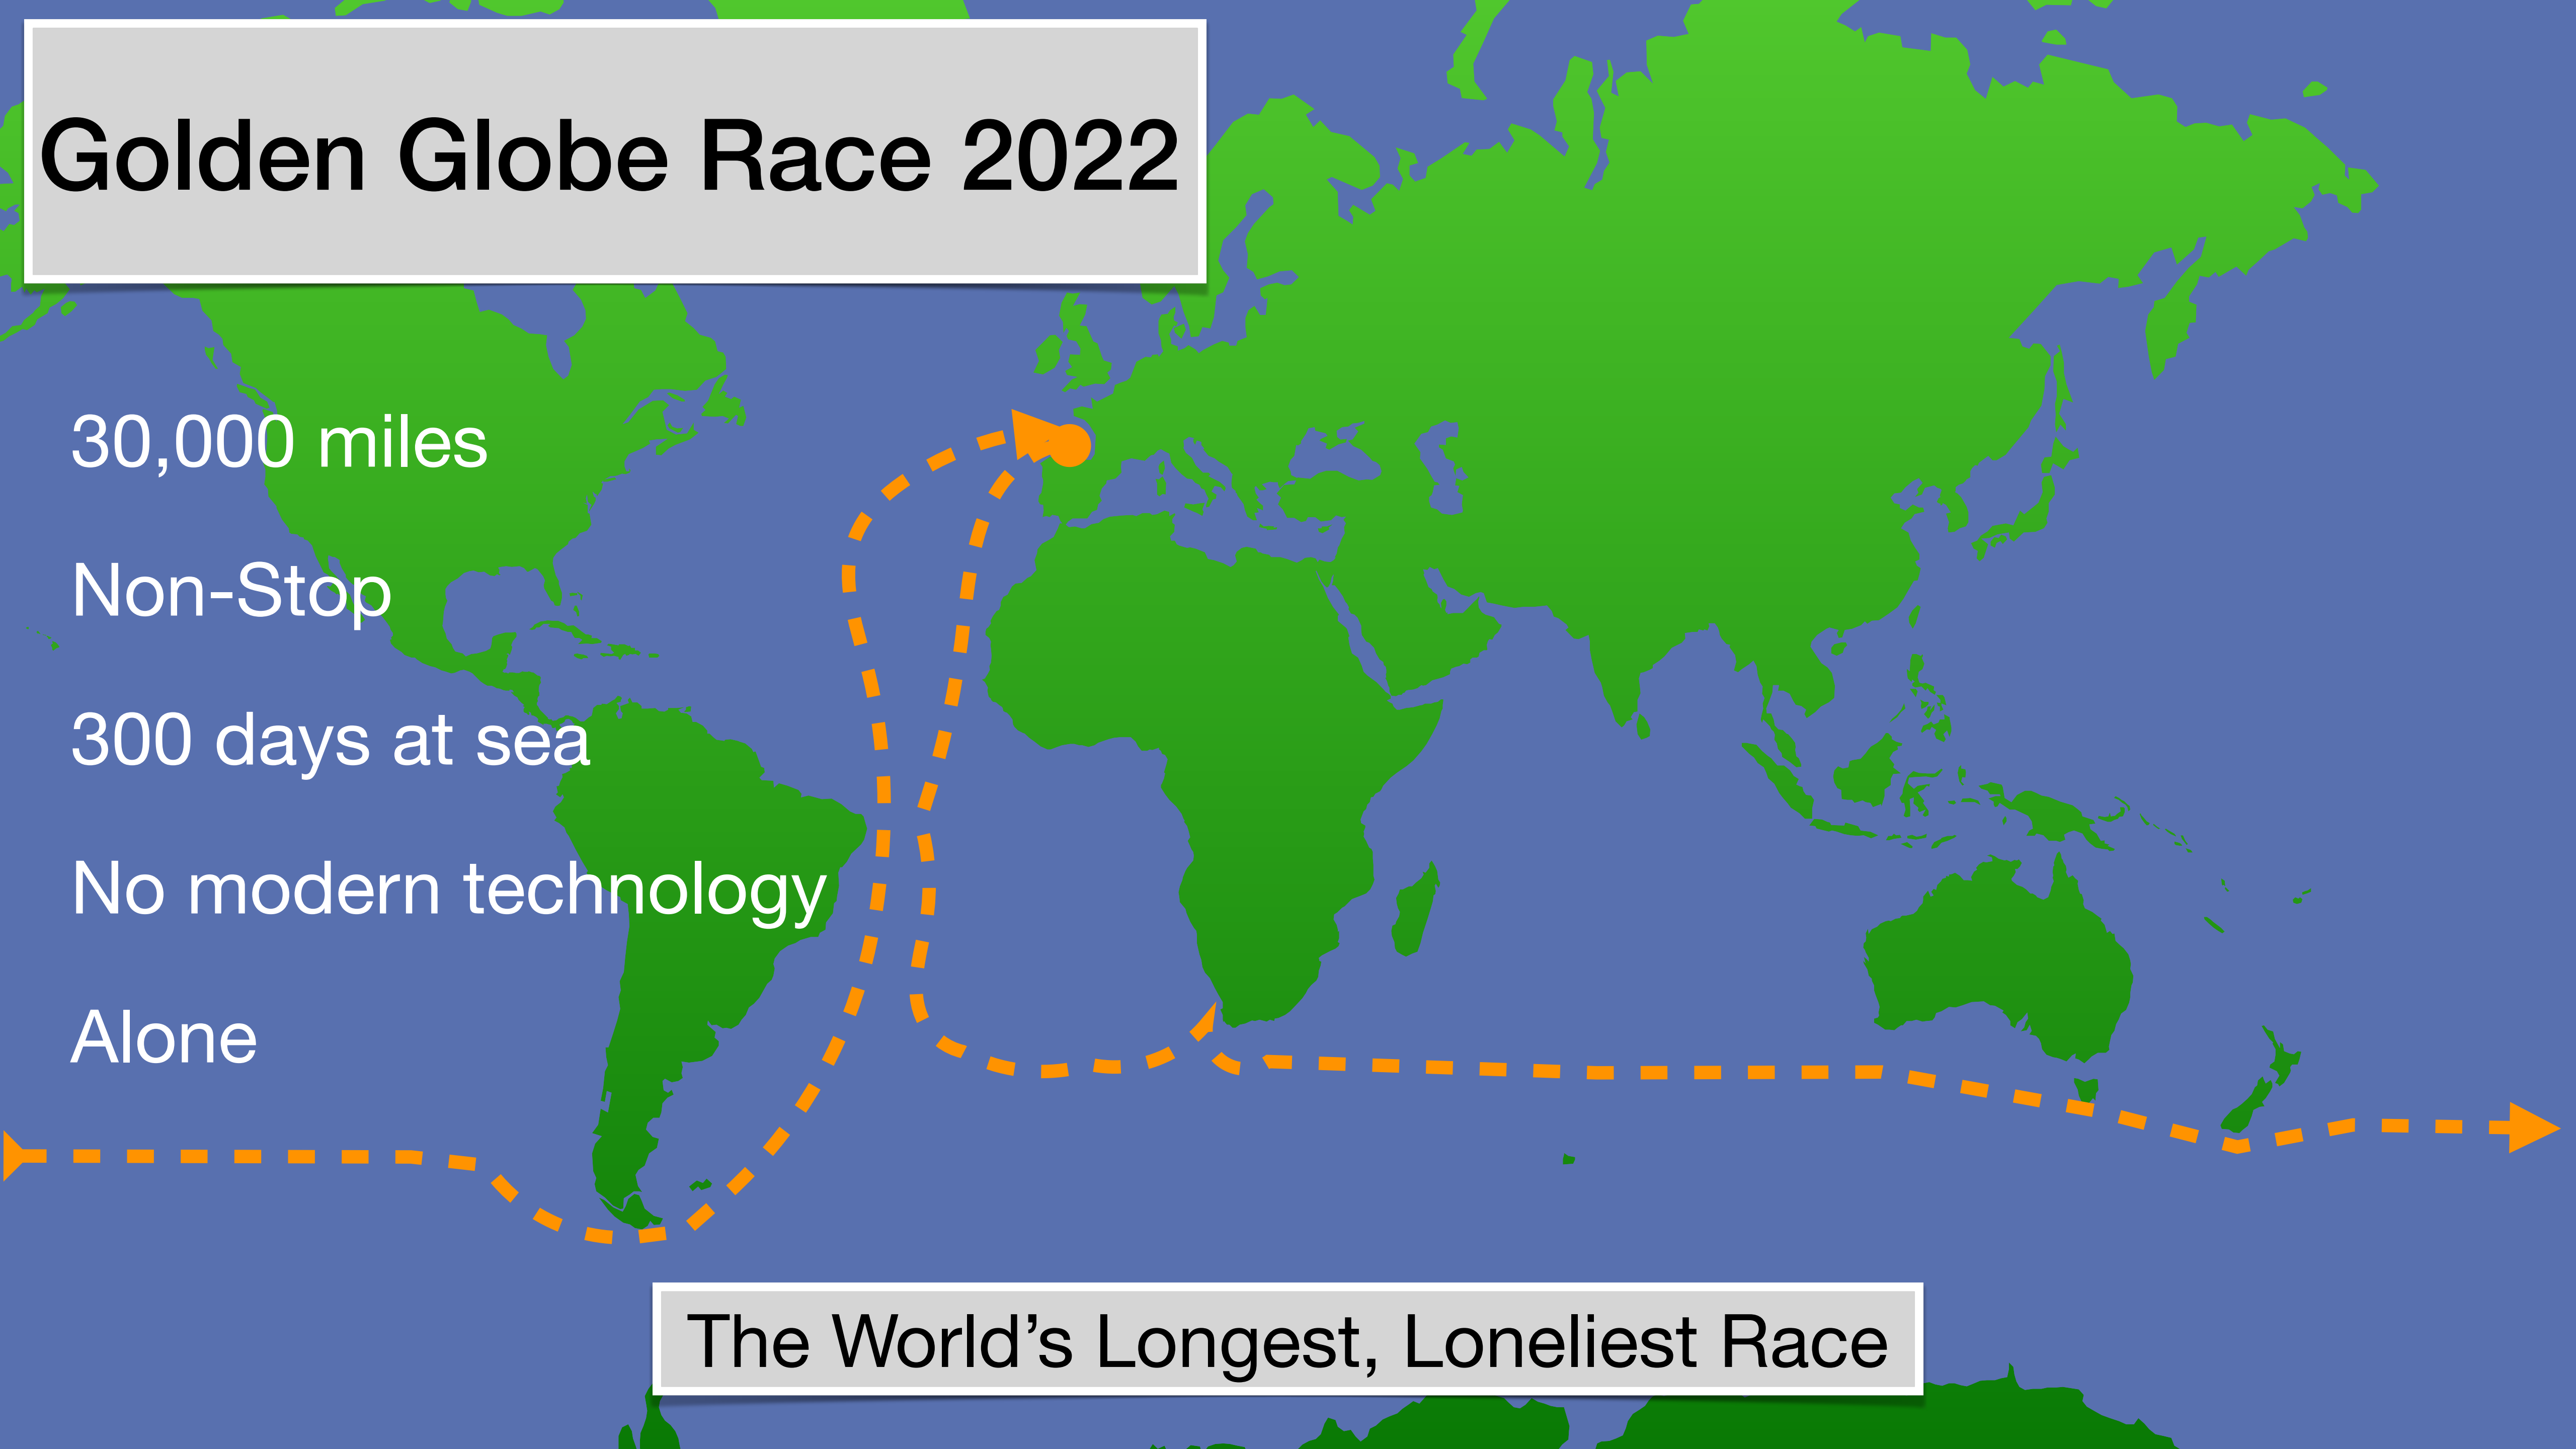 Golden Globe Race 2022
30,000 miles
Non-Stop
300 days at sea
No modern technology
Alone
The World’s Longest, Loneliest Race